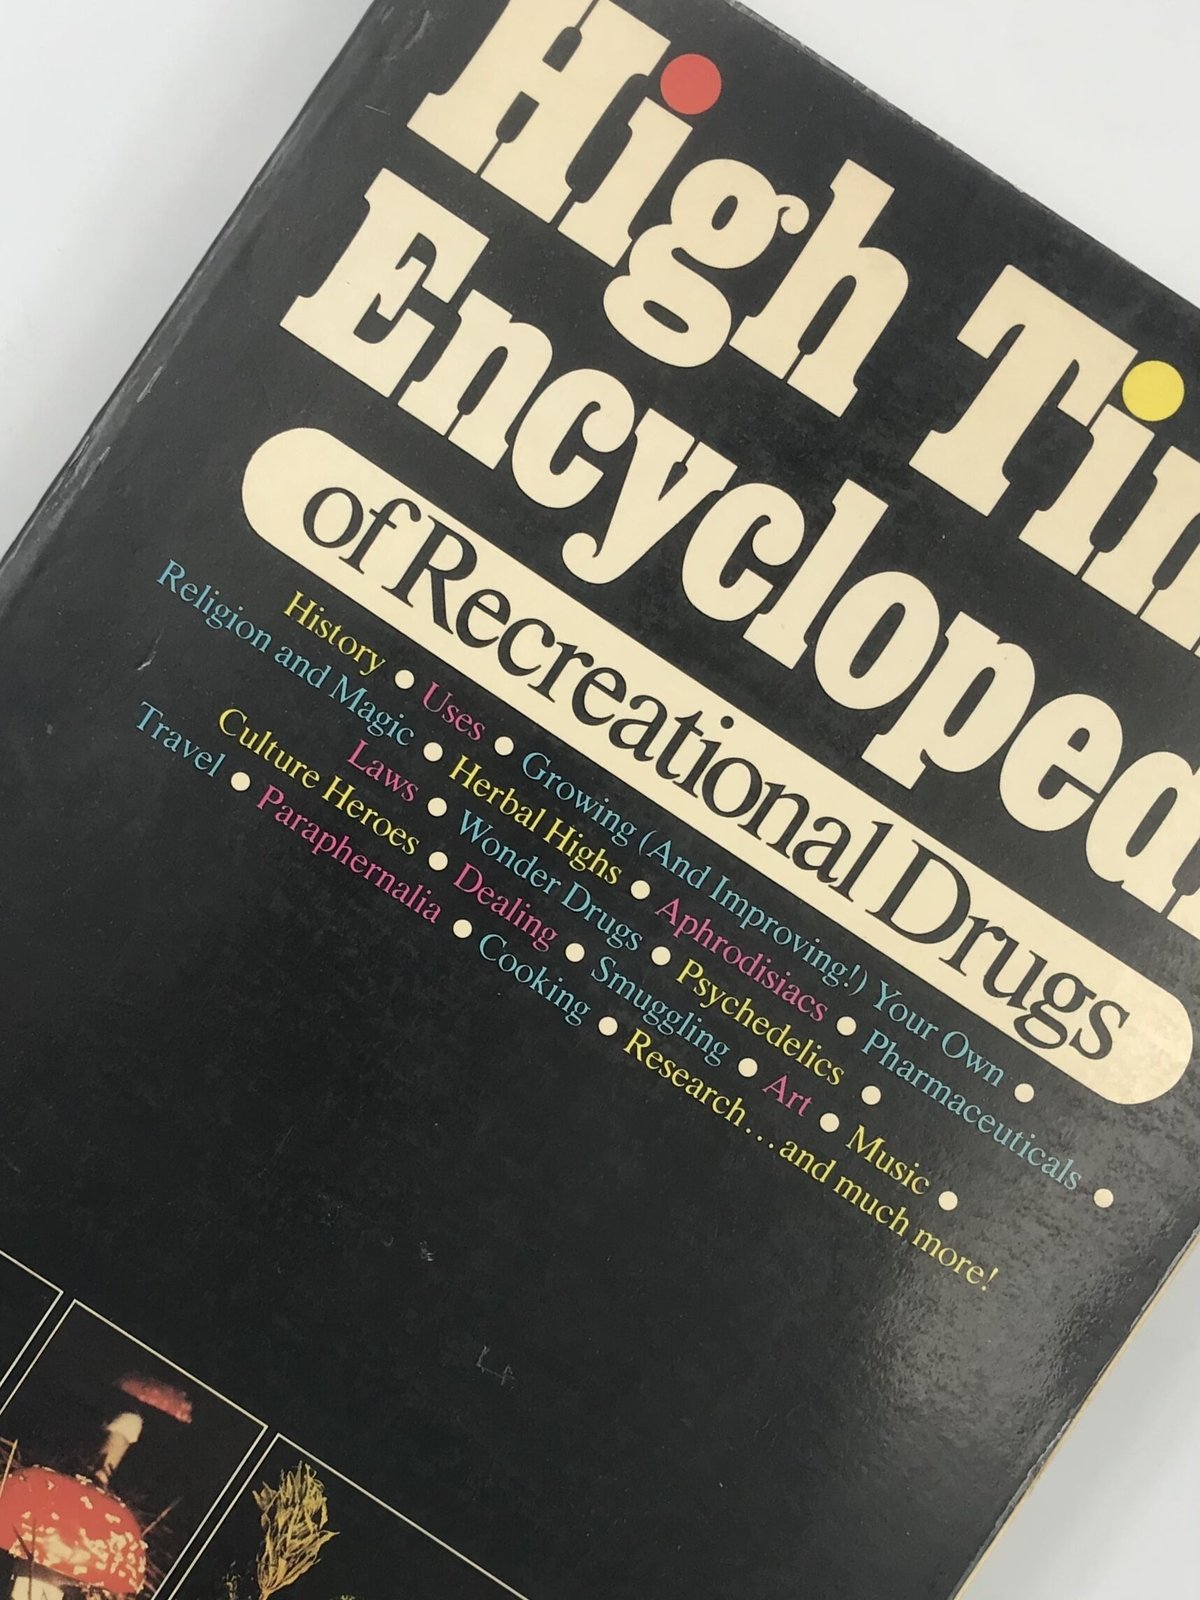 High Ti
Encycloped
of Recreational Drugs
History • Uses • Growing (And Improving!) Your Own •
Religion and Magic • Herbal Highs • Aphrodisiacs • Pharmaceuticals •
Laws • Wonder Drugs • Psychedelics •
Culture Heroes • Dealing • Smuggling • Art • Music •
Travel • Paraphernalia • Cooking • Research...and much more!